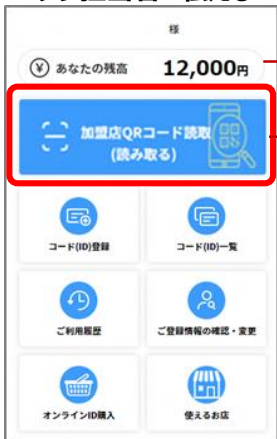 様
あなたの残高 12,000円
加盟店QRコード読取
(読み取る)
コード(ID)登録 コード(ID)一覧
ご利用履歴 ご登録情報の確認・変更
オンラインID購入 使えるお店